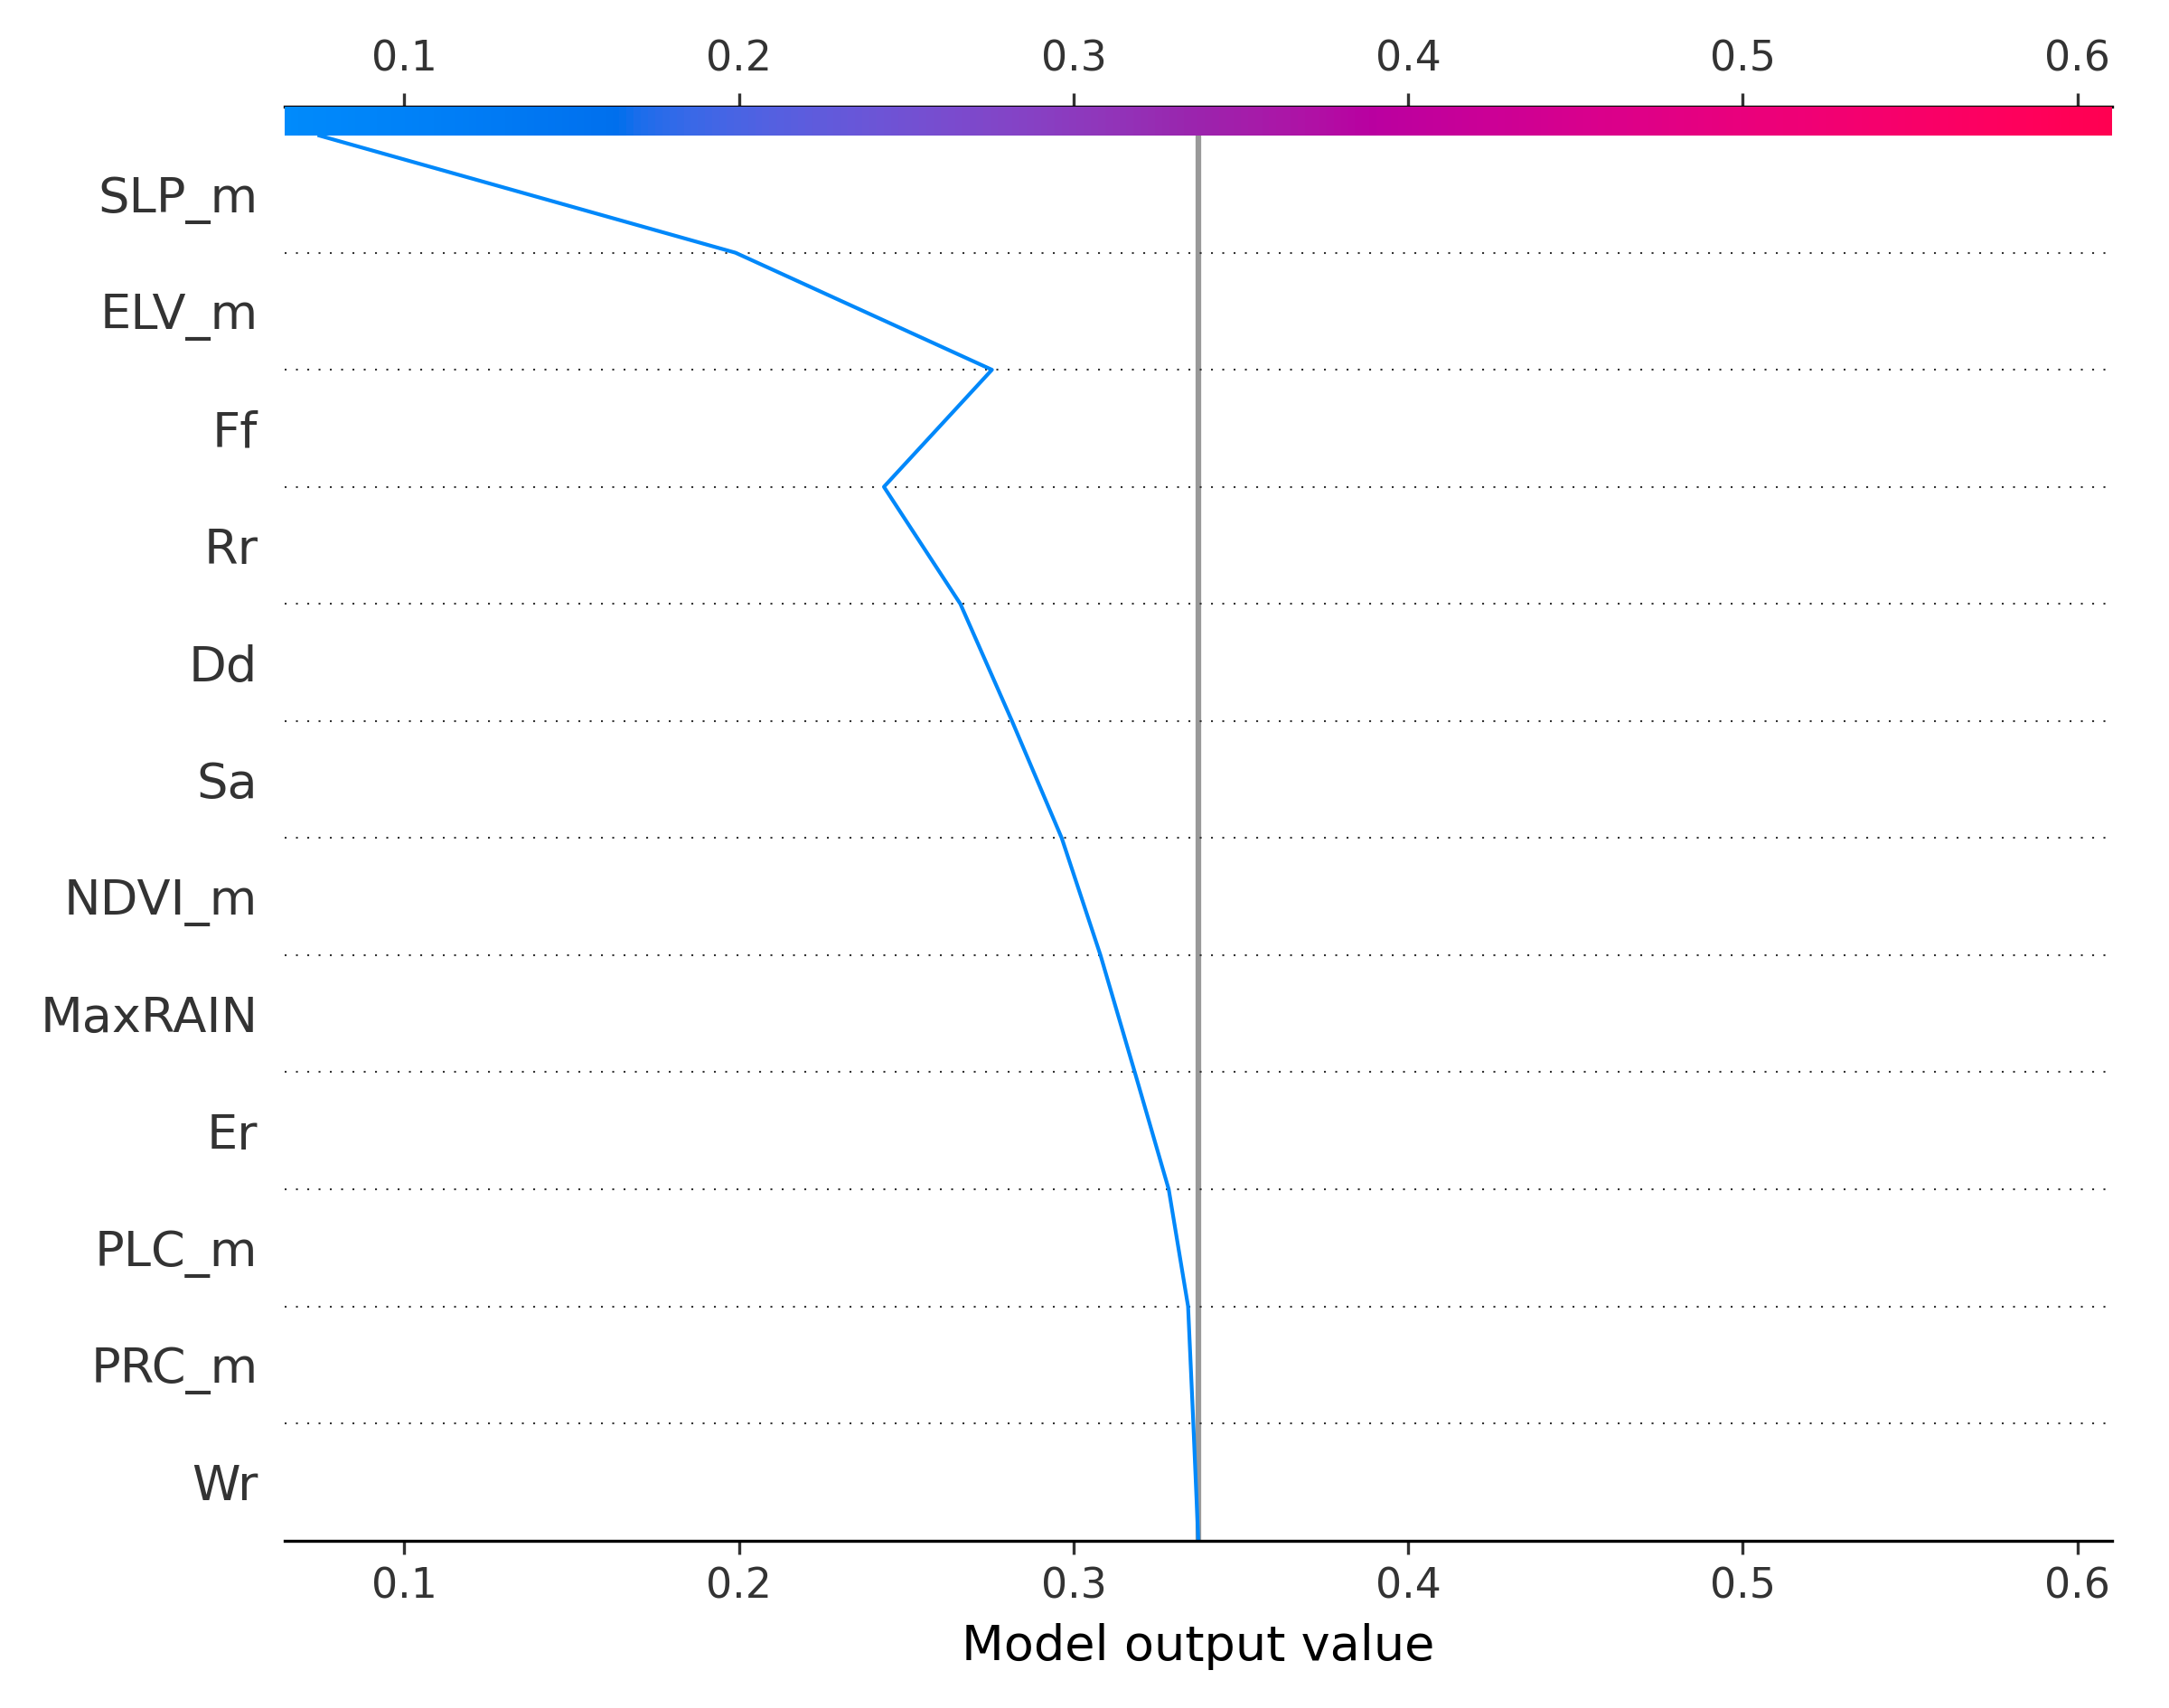 0.1 0.2 0.3 0.4 0.5 0.6
SLP_m
ELV_m
Ff
Rr
Dd
Sa
NDVI_m
MaxRAIN
Er
PLC_m
PRC_m
Wr
0.1 0.2 0.3 0.4 0.5 0.6
Model output value